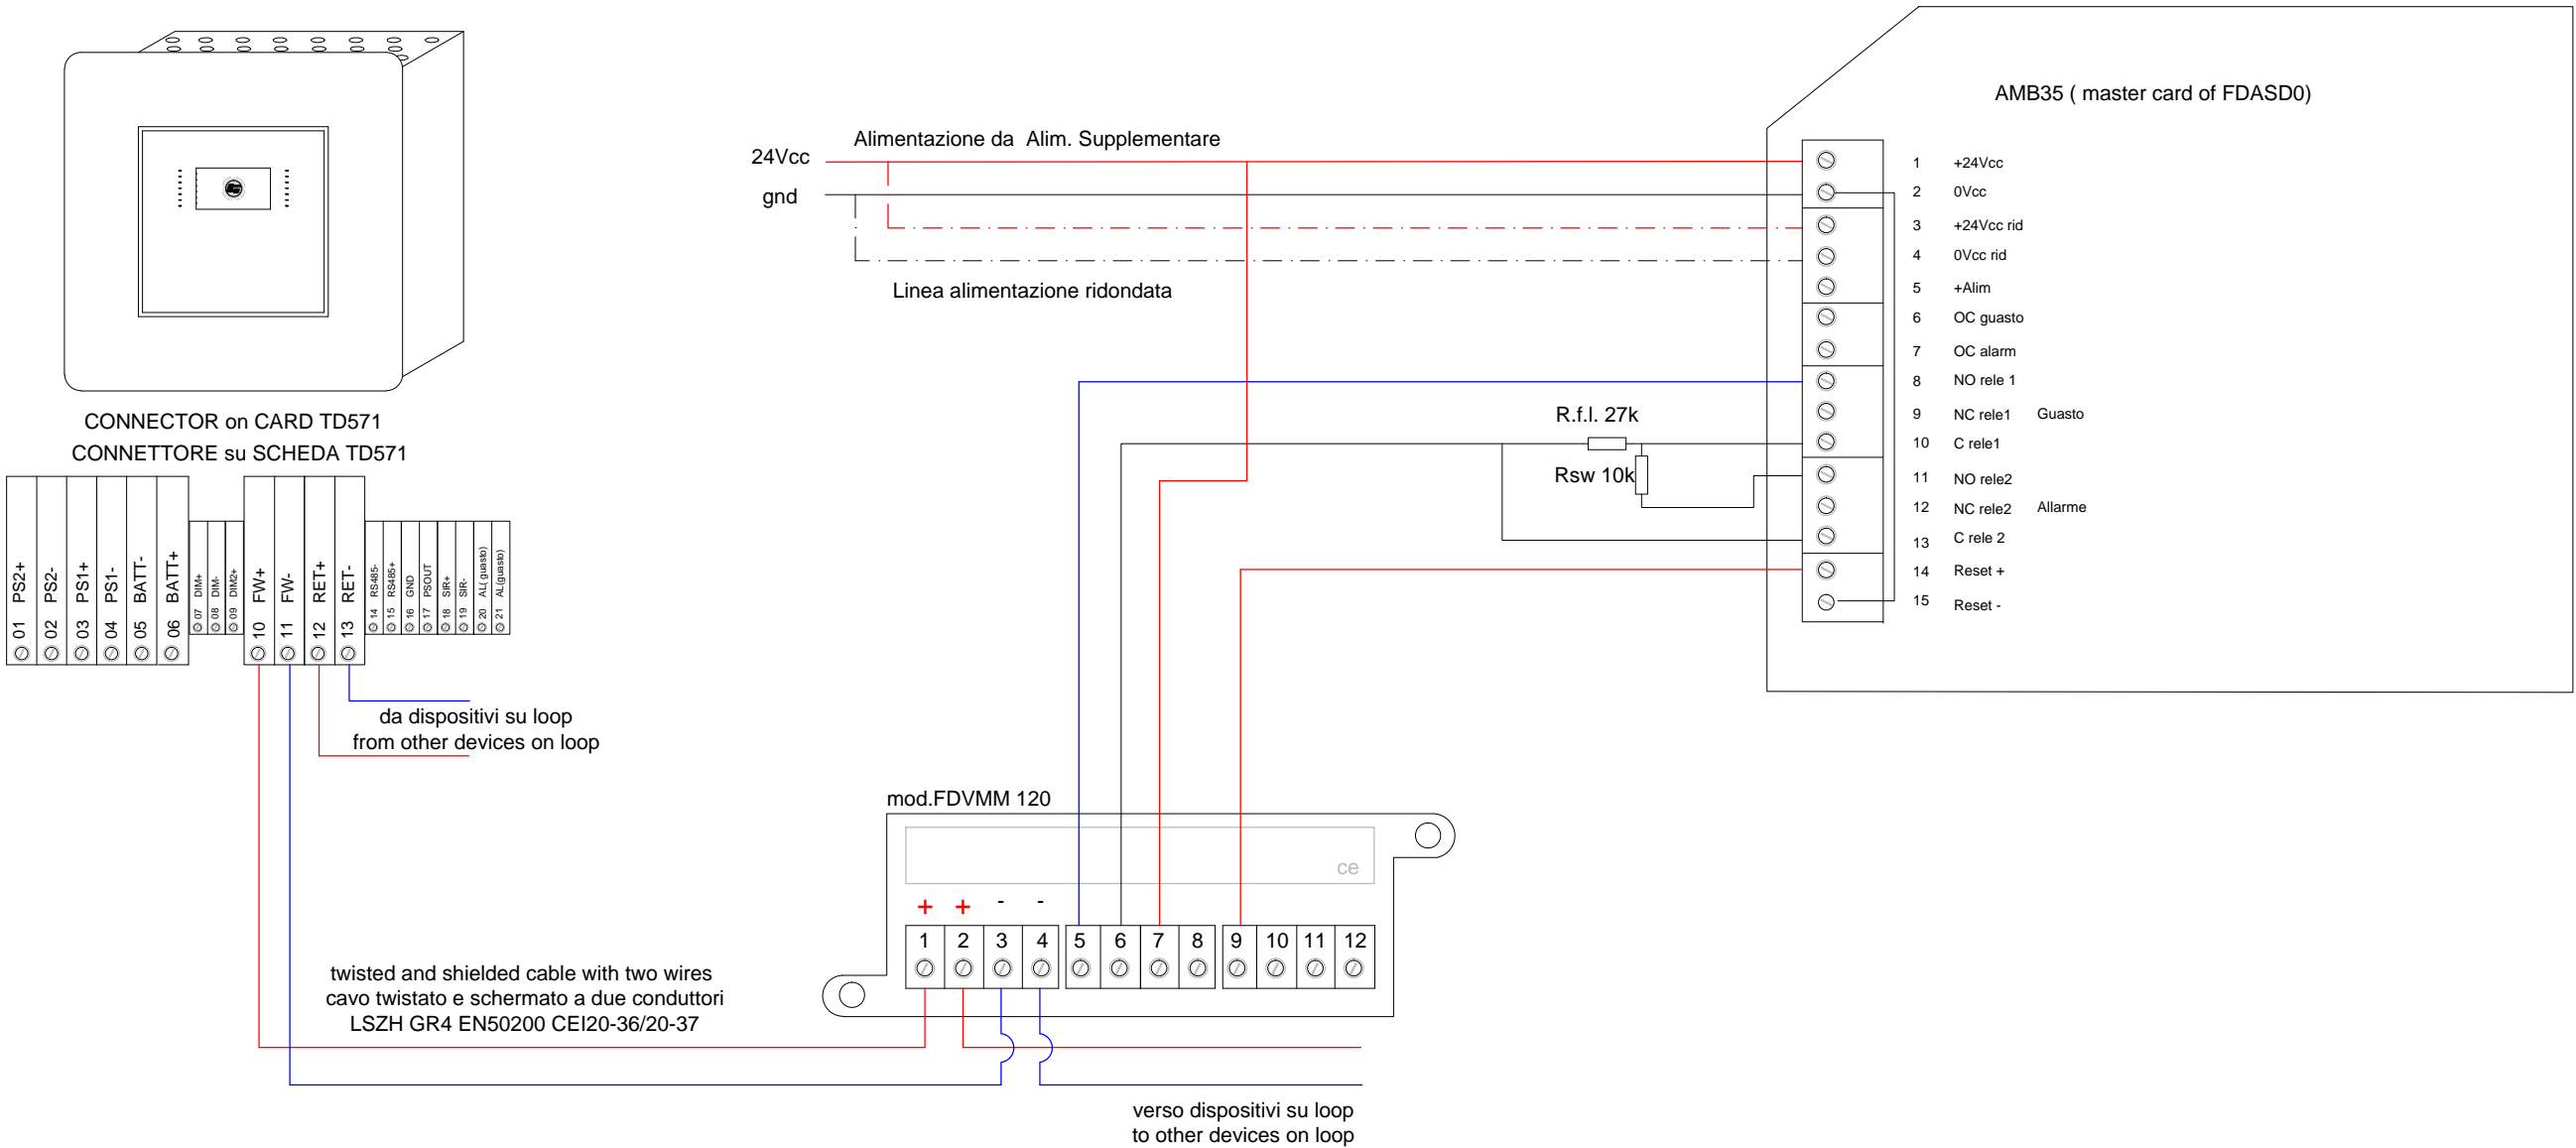 AMB35 ( master card of FDASD0)
Alimentazione da Alim. Supplementare
24Vcc
gnd
Linea alimentazione ridondata
1 +24Vcc
2 0Vcc
3 +24Vcc rid
4 0Vcc rid
5 +Alim
6 OC guasto
7 OC alarm
8 NO rele 1
9 NC rele1 Guasto
10 C rele1
11 NO rele2
12 NC rele2 Allarme
13 C rele 2
14 Reset +
15 Reset -
R.f.l. 27k
Rsw 10k
CONNECTOR on CARD TD571
CONNETTORE su SCHEDA TD571
01 PS2+
02 PS2-
03 PS1+
04 PS1-
05 BATT-
06 BATT+
07 DIM+
08 DIM-
09 DIM2+
10 FW+
11 FW-
12 RET+
13 RET-
14 RS485-
15 RS485+
16 GND
17 PSOUT
18 SIR+
19 SIR-
20 AL( guasto)
21 AL(guasto)
da dispositivi su loop
from other devices on loop
mod.FDVMM 120
ce
+ + - -
1 2 3 4 5 6 7 8 9 10 11 12
twisted and shielded cable with two wires
cavo twistato e schermato a due conduttori
LSZH GR4 EN50200 CEI20-36/20-37
verso dispositivi su loop
to other devices on loop